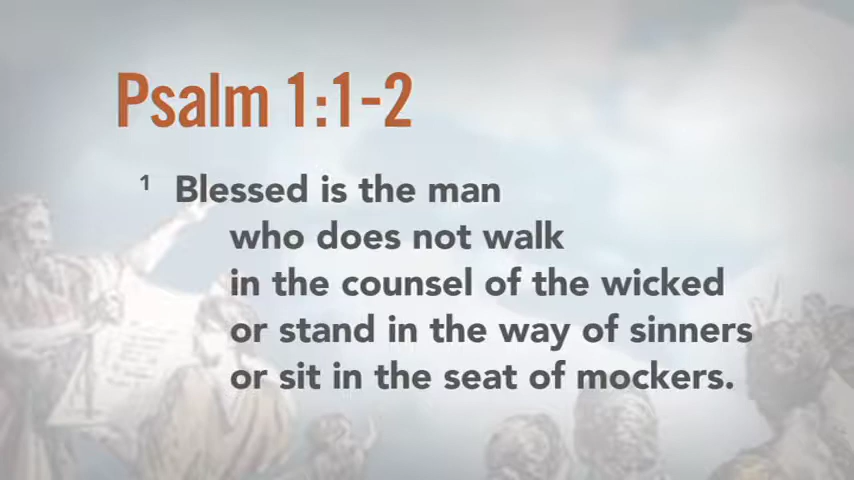 Psalm 1:1-2
1 Blessed is the man
who does not walk
in the counsel of the wicked
or stand in the way of sinners
or sit in the seat of mockers.